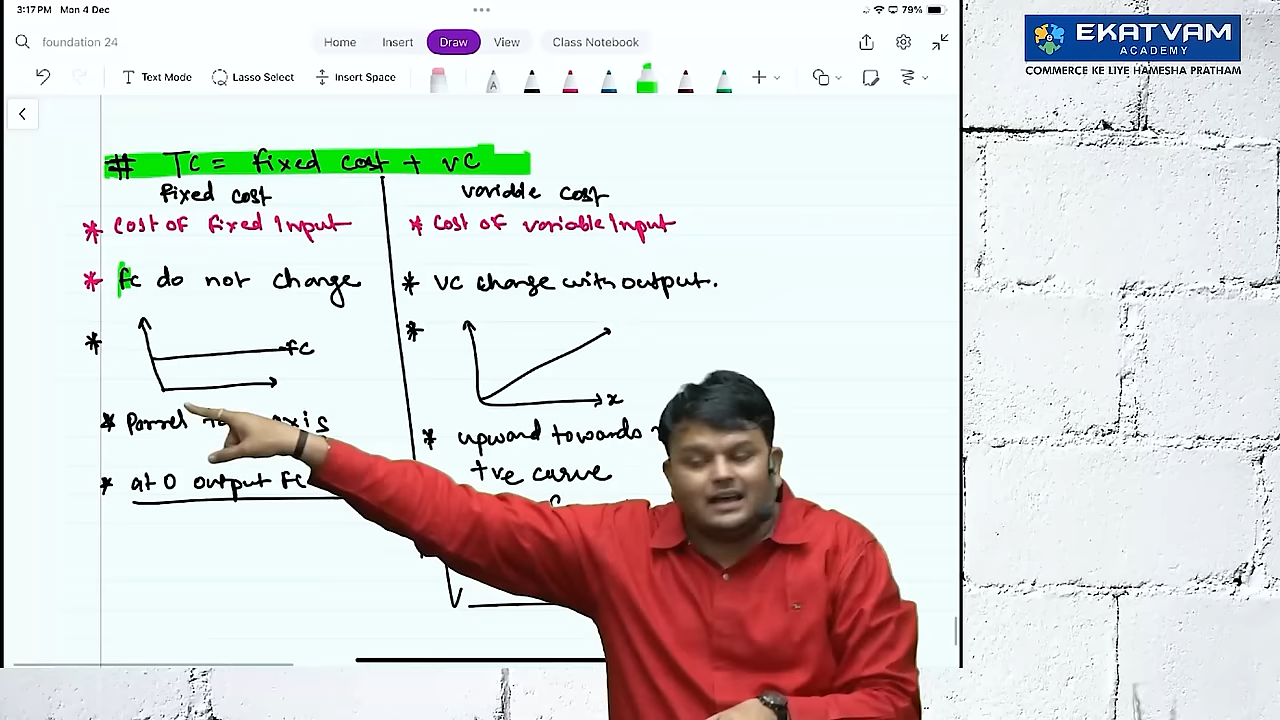 3:17 PM Mon 4 Dec
79%
foundation 24
Home Insert Draw View Class Notebook
Text Mode Lasso Select Insert Space
EKATVAM
ACADEMY
COMMERCE KE LIYE HAMESHA PRATHAM
# TC = fixed cost + VC
fixed cost
* Cost of fixed Input
* fc do not change
* fc
* at 0 output fc
variable cost
* Cost of variable Input
* VC change with output.
* x
* upward towards
+ve curve